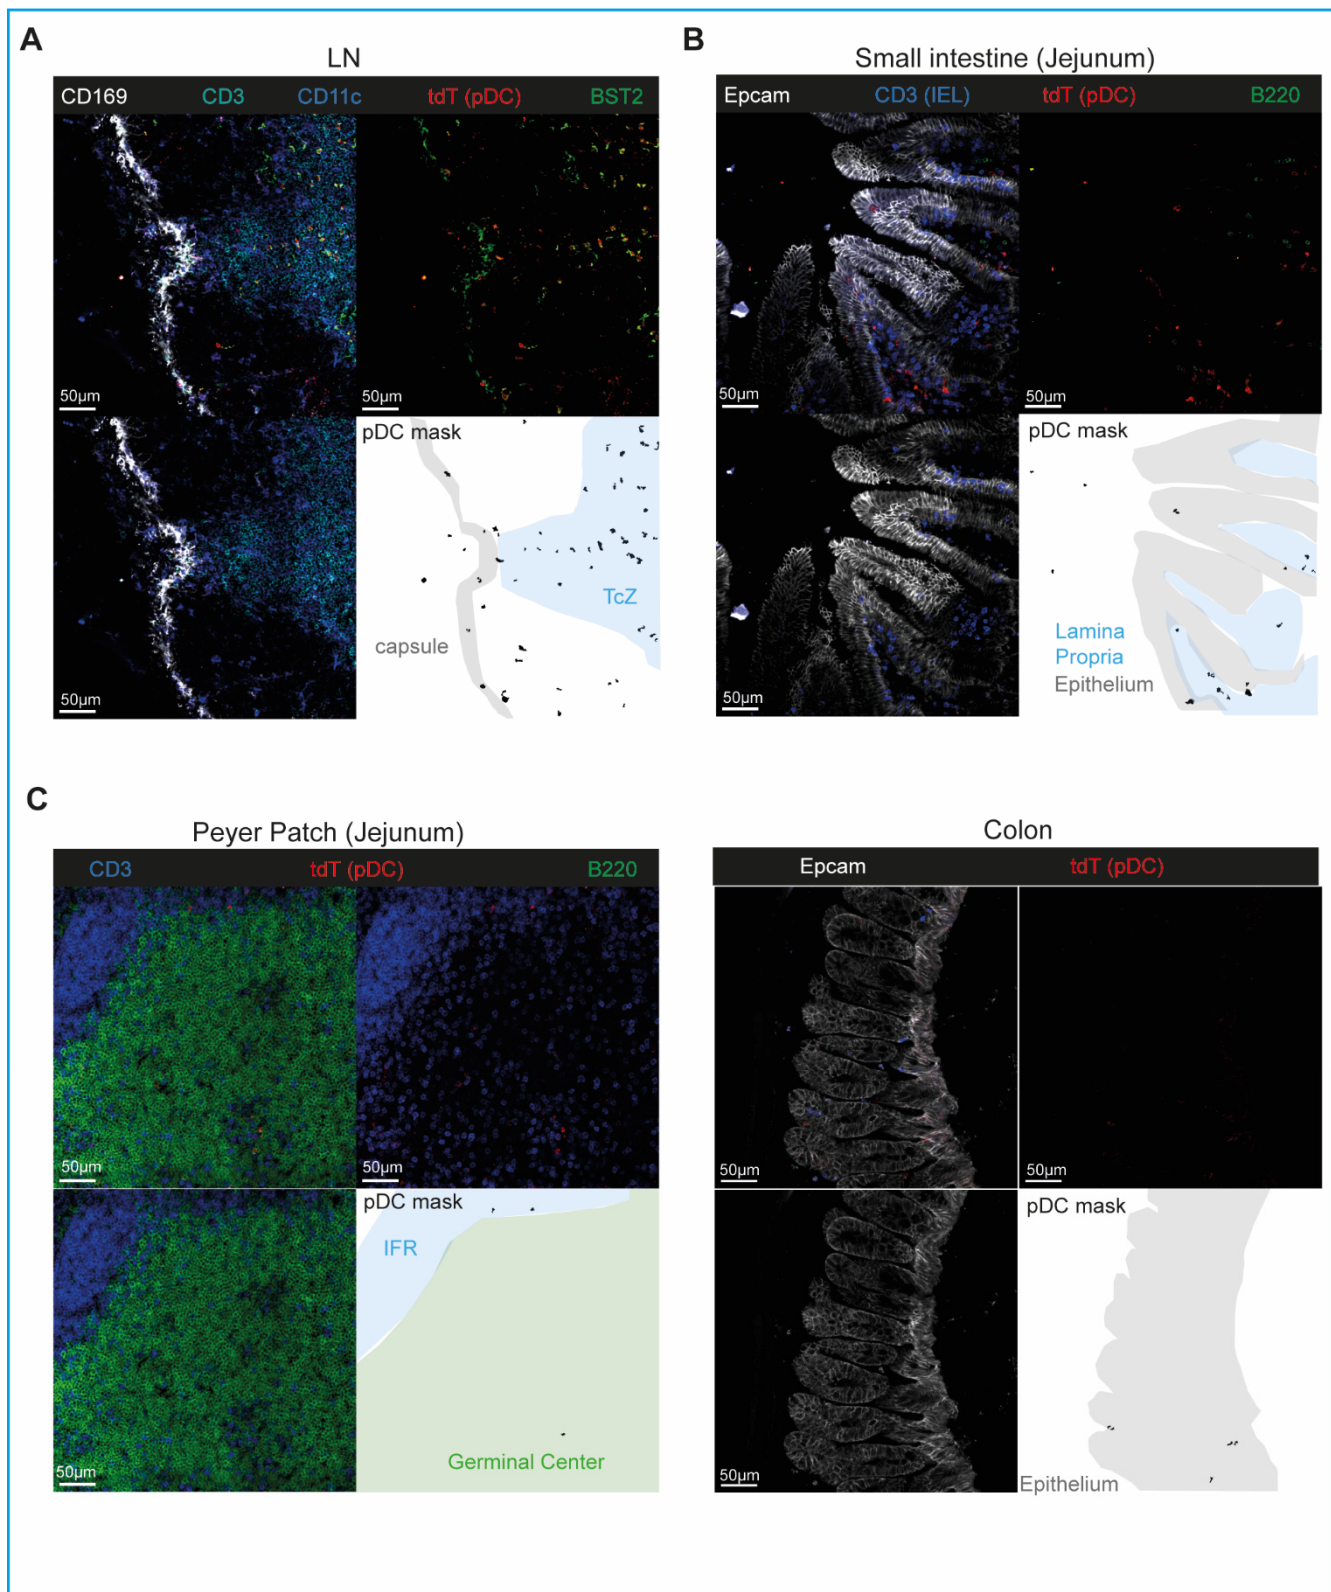 A
LN
CD169 CD3 CD11c tdT (pDC) BST2
50µm
50µm
50µm
pDC mask
TcZ
capsule
B
Small intestine (Jejunum)
Epcam CD3 (IEL) tdT (pDC) B220
50µm
50µm
50µm
pDC mask
Lamina
Propria
Epithelium
C
Peyer Patch (Jejunum)
CD3 tdT (pDC) B220
50µm
50µm
50µm
pDC mask
IFR
Germinal Center
Colon
Epcam tdT (pDC)
50µm
50µm
50µm
pDC mask
Epithelium